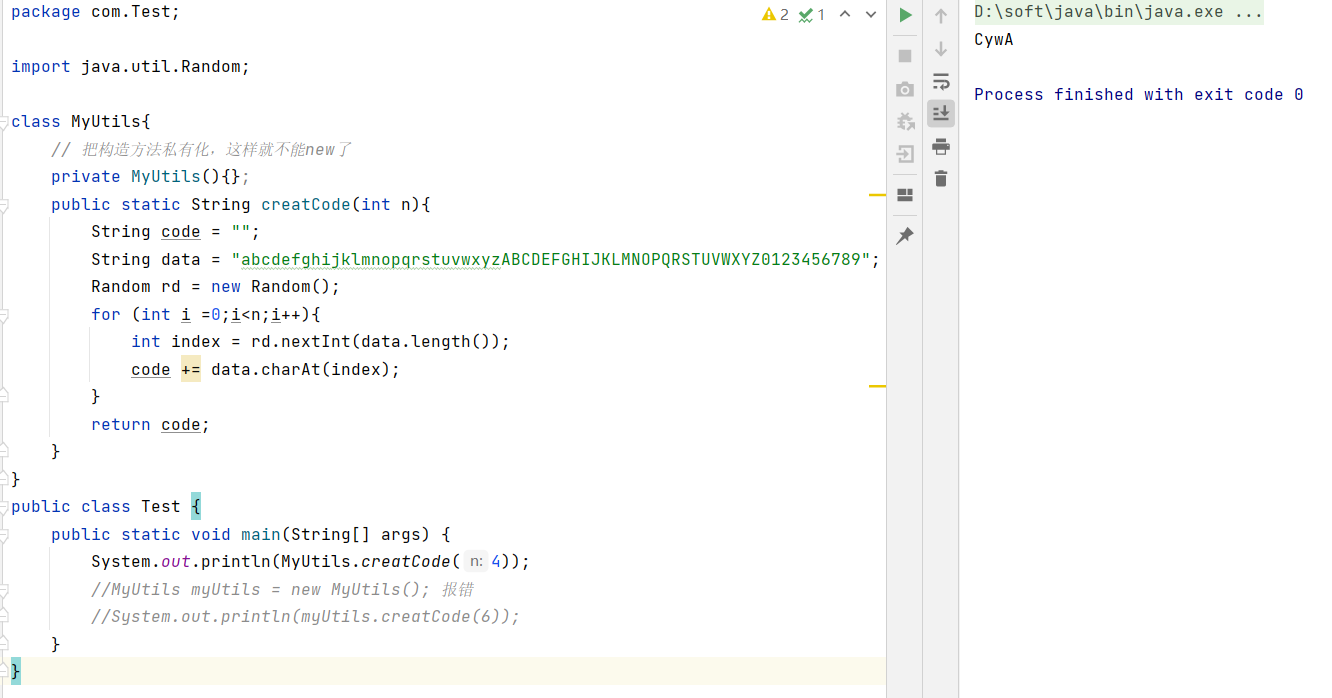 package com.Test;
2 1
import java.util.Random;
class MyUtils{
// 把构造方法私有化，这样就不能new了
private MyUtils(){};
public static String creatCode(int n){
String code = "";
String data = "abcdefghijklmnopqrstuvwxyzABCDEFGHIJKLMNOPQRSTUVWXYZ0123456789";
Random rd = new Random();
for (int i =0;i<n;i++){
int index = rd.nextInt(data.length());
code += data.charAt(index);
}
return code;
}
}
public class Test {
public static void main(String[] args) {
System.out.println(MyUtils.creatCode( n: 4));
//MyUtils myUtils = new MyUtils(); 报错
//System.out.println(myUtils.creatCode(6));
}
}
D:\soft\java\bin\java.exe ...
CywA
Process finished with exit code 0